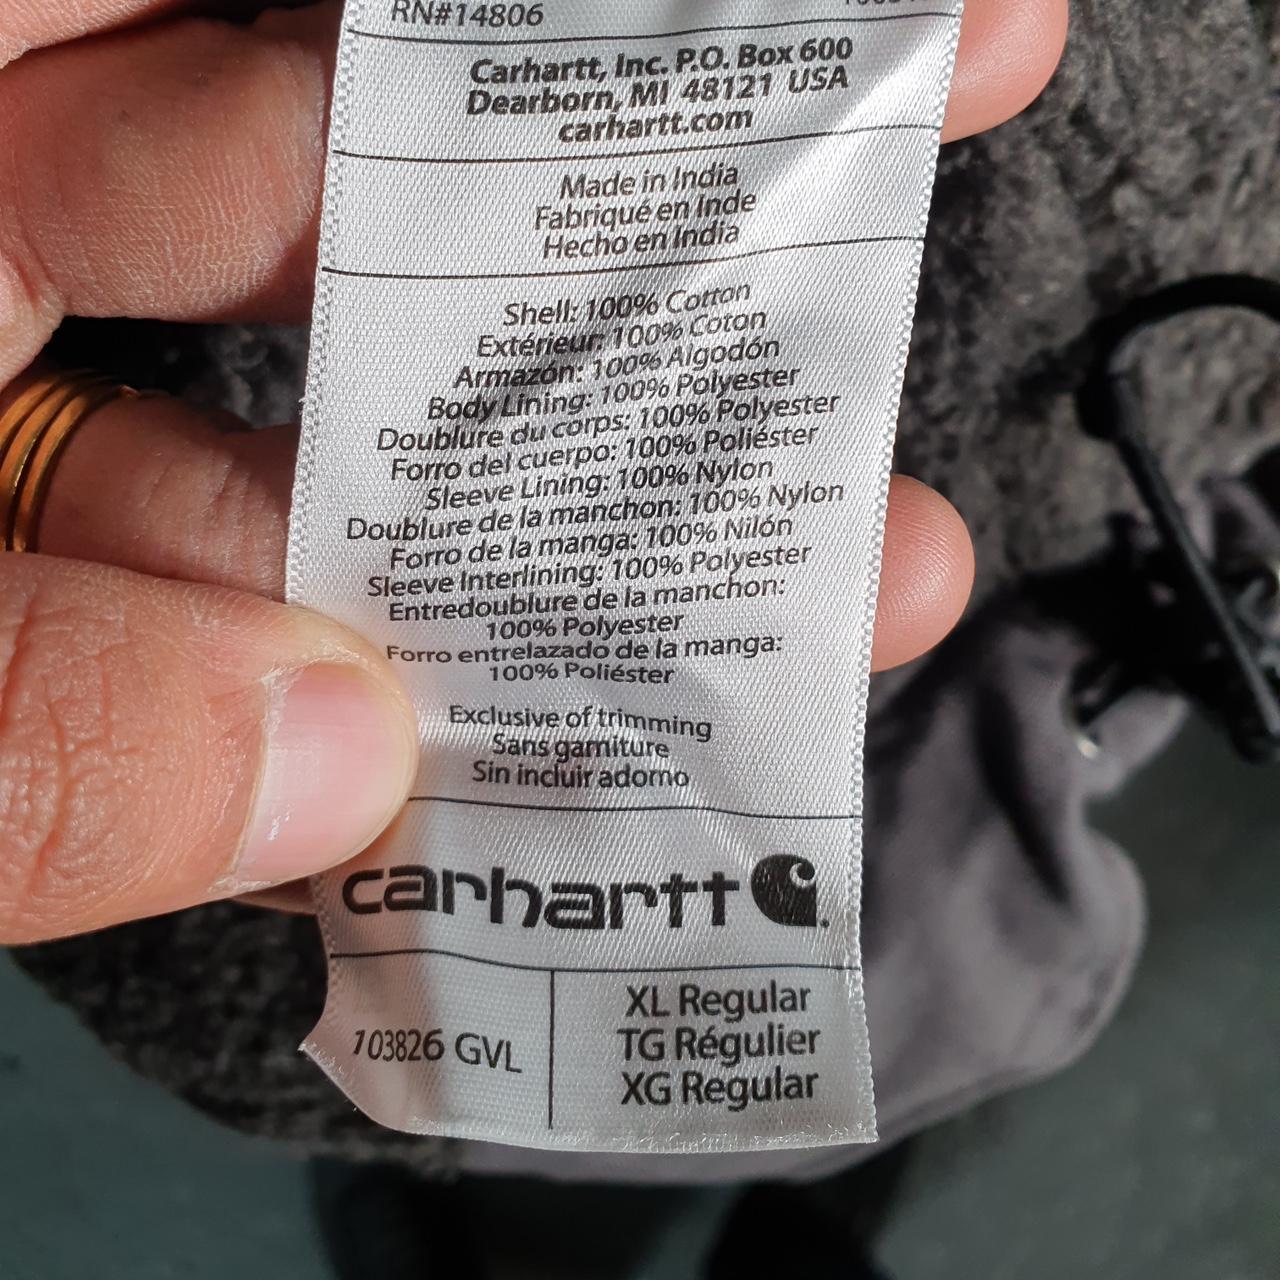 RN#14806
Carhartt, Inc. P.O. Box 600
Dearborn, MI 48121 USA
carhartt.com
Made in India
Fabriqué en Inde
Hecho en India
Shell: 100% Cotton
Extérieur: 100% Coton
Armazón: 100% Algodón
Body Lining: 100% Polyester
Doublure du corps: 100% Polyester
Forro del cuerpo: 100% Poliéster
Sleeve Lining: 100% Nylon
Doublure de la manchon: 100% Nylon
Forro de la manga: 100% Nilón
Sleeve Interlining: 100% Polyester
Entredoublure de la manchon:
100% Polyester
Forro entrelazado de la manga:
100% Poliéster
Exclusive of trimming
Sans garniture
Sin incluir adorno
carhartt
103826 GVL
XL Regular
TG Régulier
XG Regular